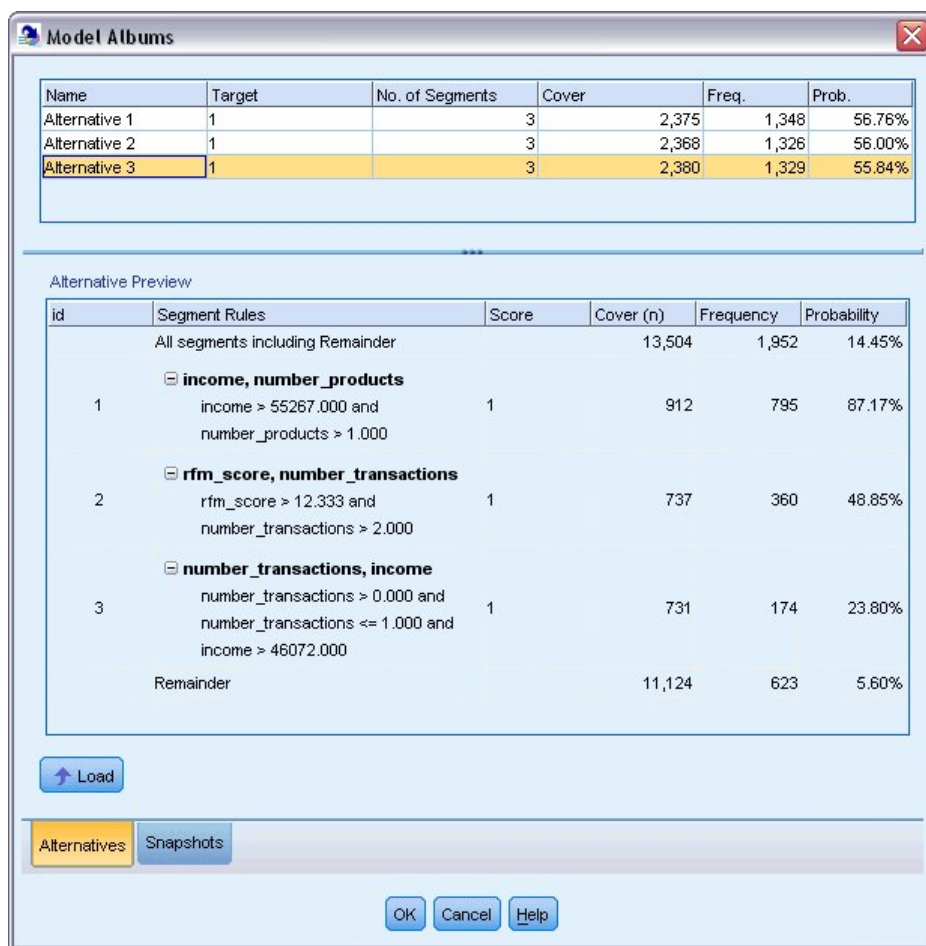 Model Albums
Name Target No. of Segments Cover Freq. Prob.
Alternative 1 1 3 2,375 1,348 56.76%
Alternative 2 1 3 2,368 1,326 56.00%
Alternative 3 1 3 2,380 1,329 55.84%
Alternative Preview
id Segment Rules Score Cover (n) Frequency Probability
All segments including Remainder 13,504 1,952 14.45%
income, number_products
income > 55267.000 and
1 1 912 795 87.17%
number_products > 1.000
rfm_score, number_transactions
rfm_score > 12.333 and
2 1 737 360 48.85%
number_transactions > 2.000
number_transactions, income
number_transactions > 0.000 and
3 number_transactions <= 1.000 and 1 731 174 23.80%
income > 46072.000
Remainder 11,124 623 5.60%
Load
Alternatives Snapshots
OK Cancel Help